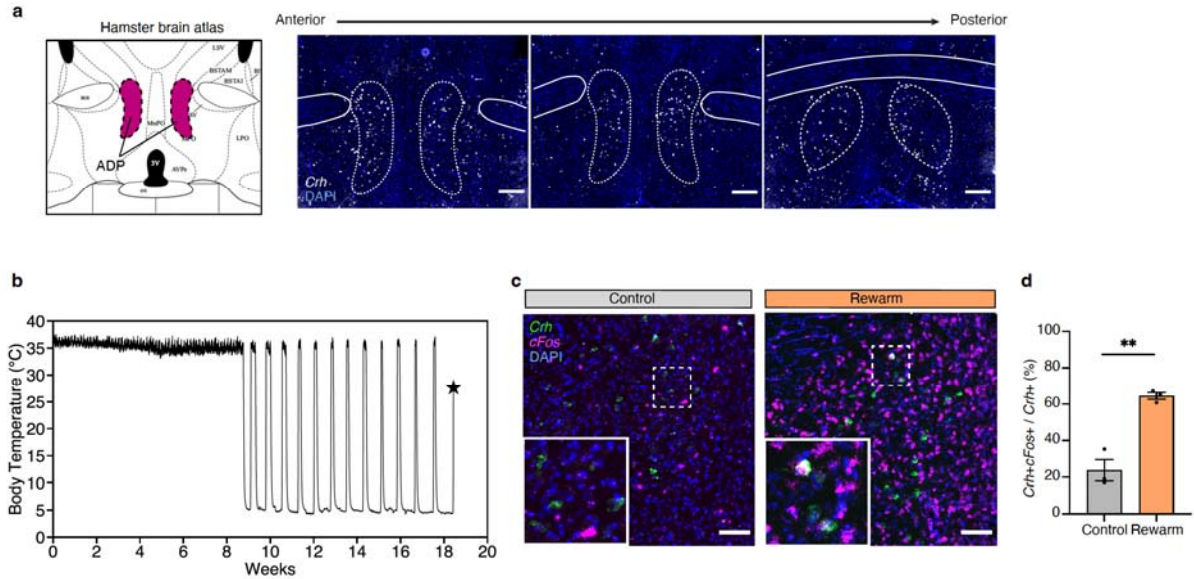 a
Hamster brain atlas
Anterior
Posterior
LSV
BSTAM
BSTAI
MnPO
LPO
ADP
3V
AVPe
Crh
DAPI
b
Body Temperature (°C)
40
35
30
25
20
15
10
5
0
0 2 4 6 8 10 12 14 16 18 20
Weeks
c
Control
Rewarm
Crh
cFos
DAPI
d
**
Crh+cFos+ / Crh+ (%)
100
80
60
40
20
0
Control Rewarm